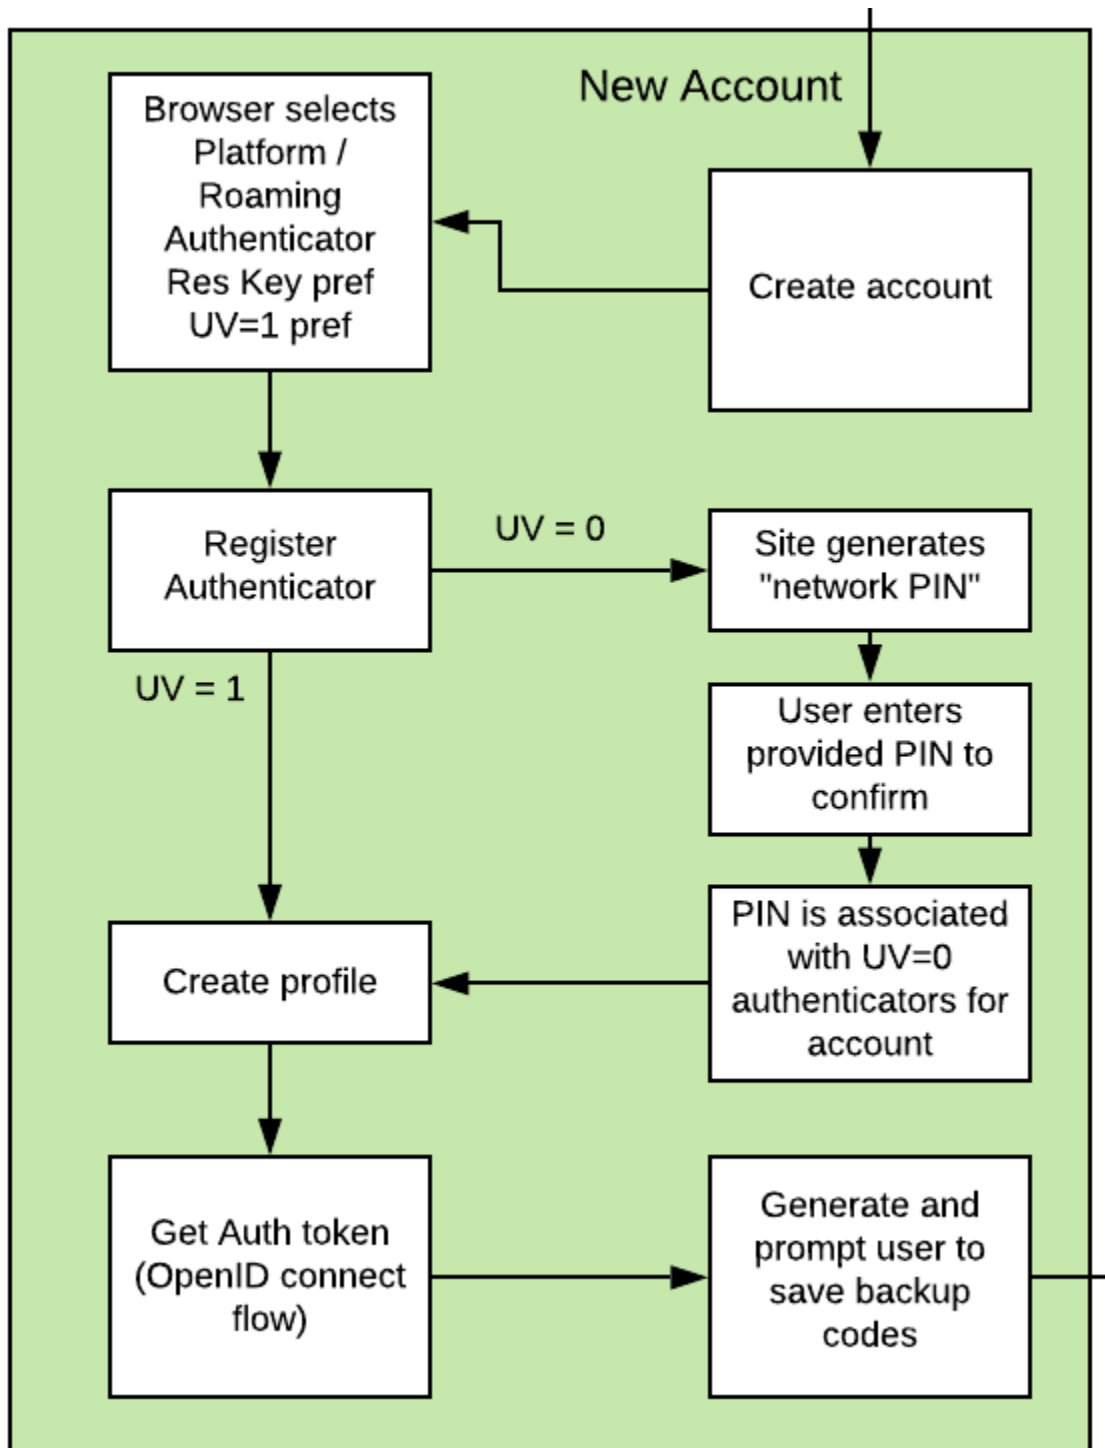 New Account
Create account
Browser selects
Platform /
Roaming
Authenticator
Res Key pref
UV=1 pref
Register
Authenticator
UV = 0
UV = 1
Site generates
"network PIN"
User enters
provided PIN to
confirm
PIN is associated
with UV=0
authenticators for
account
Create profile
Get Auth token
(OpenID connect
flow)
Generate and
prompt user to
save backup
codes